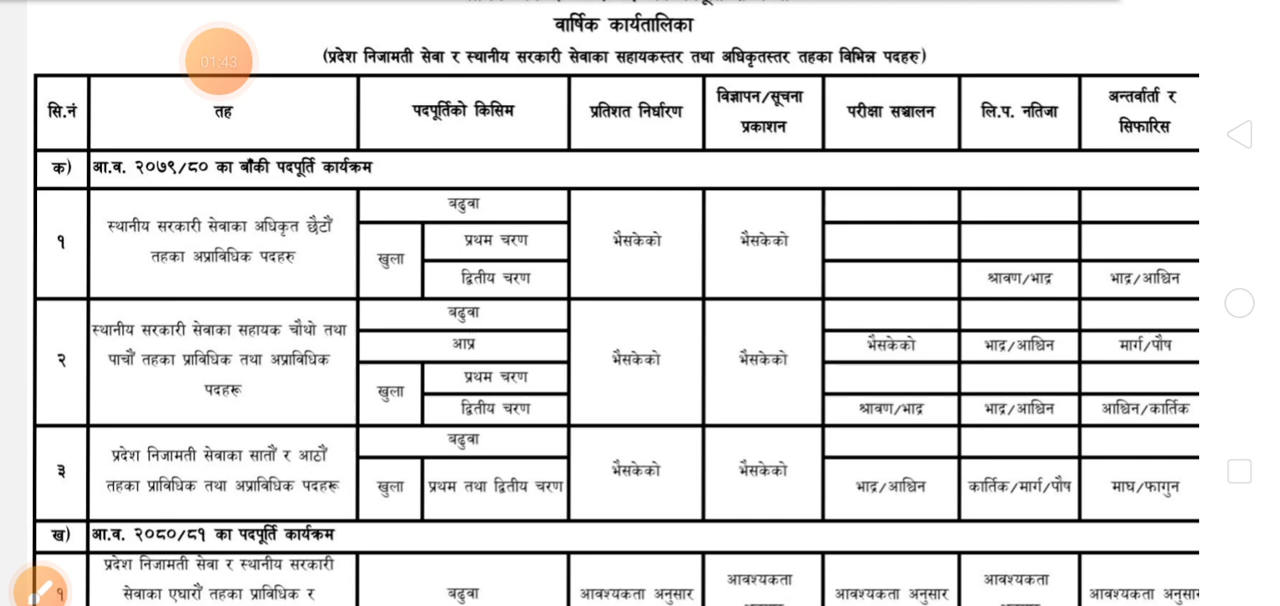 वार्षिक कार्यतालिका
(प्रदेश निजामती सेवा र स्थानीय सरकारी सेवाका सहायकस्तर तथा अधिकृतस्तर तहका विभिन्न पदहरु)
01:43
सि.नं तह पदपूर्तिको किसिम प्रतिशत निर्धारण विज्ञापन/सूचना प्रकाशन परीक्षा सञ्चालन लि.प. नतिजा अन्तर्वार्ता र सिफारिस
क) आ.व. २०७९/८० का बाँकी पदपूर्ति कार्यक्रम
१ स्थानीय सरकारी सेवाका अधिकृत छैटौं
तहका अप्राविधिक पदहरु
बढुवा
खुला
प्रथम चरण
द्वितीय चरण
भैसकेको भैसकेको
श्रावण/भाद्र भाद्र/आश्विन
२ स्थानीय सरकारी सेवाका सहायक चौथो तथा
पाचौं तहका प्राविधिक तथा अप्राविधिक
पदहरू
बढुवा
आप्र
भैसकेको भैसकेको
भैसकेको भाद्र/आश्विन मार्ग/पौष
खुला
प्रथम चरण
द्वितीय चरण
श्रावण/भाद्र भाद्र/आश्विन आश्विन/कार्तिक
३ प्रदेश निजामती सेवाका सातौं र आठौं
तहका प्राविधिक तथा अप्राविधिक पदहरू
बढुवा
खुला प्रथम तथा द्वितीय चरण
भैसकेको भैसकेको
भाद्र/आश्विन कार्तिक/मार्ग/पौष माघ/फागुन
ख) आ.व. २०८०/८१ का पदपूर्ति कार्यक्रम
१ प्रदेश निजामती सेवा र स्थानीय सरकारी
सेवाका एघारौं तहका प्राविधिक र
बढुवा आवश्यकता अनुसार आवश्यकता आवश्यकता अनुसार आवश्यकता आवश्यकता अनुसार